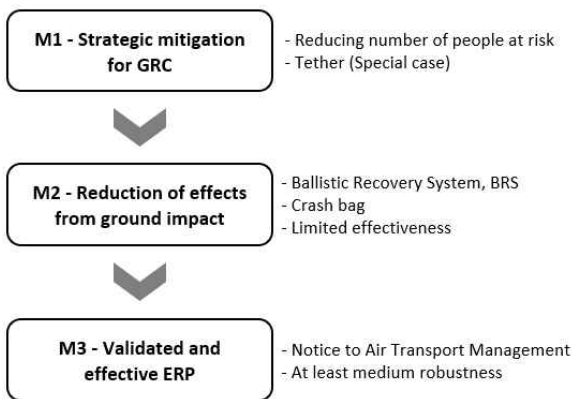 M1 - Strategic mitigation
for GRC
- Reducing number of people at risk
- Tether (Special case)
M2 - Reduction of effects
from ground impact
- Ballistic Recovery System, BRS
- Crash bag
- Limited effectiveness
M3 - Validated and
effective ERP
- Notice to Air Transport Management
- At least medium robustness